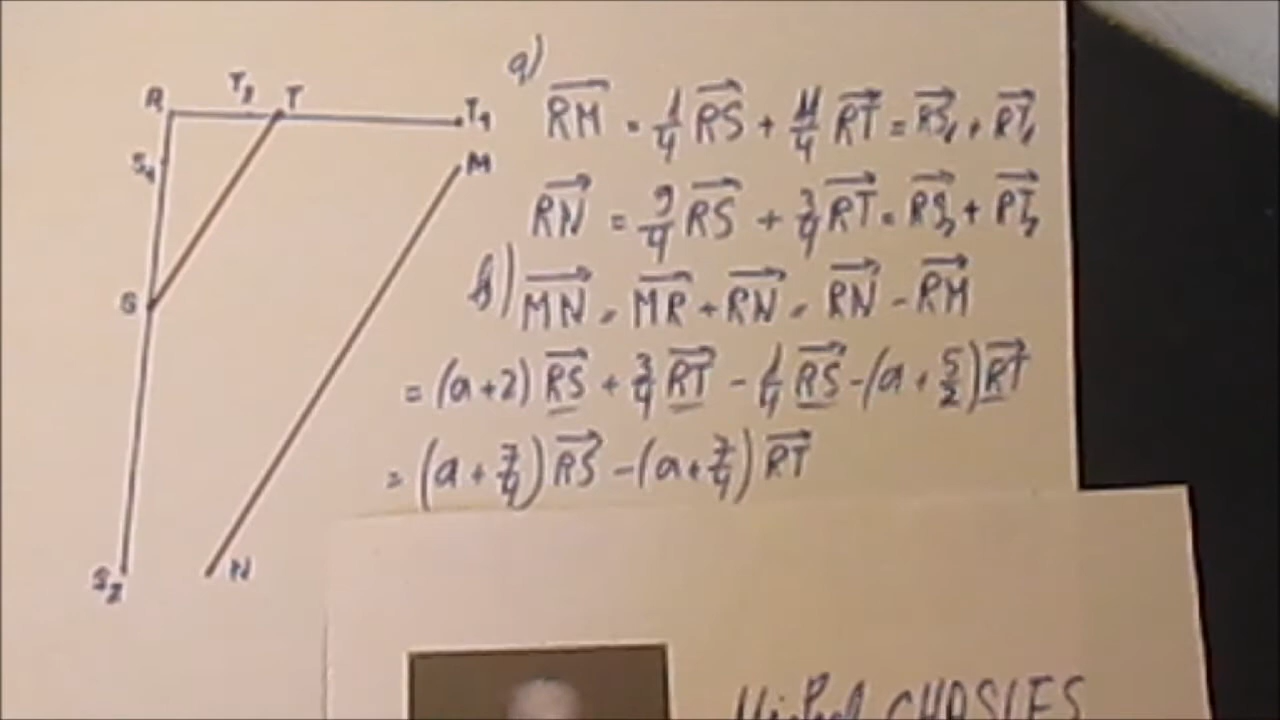 R T₂ T T₁
S₁ M
S
S₂ N
a)
RM⃗ = 1/4 RS⃗ + 11/4 RT⃗ = RS₁⃗ + RT₁⃗
RN⃗ = 9/4 RS⃗ + 3/4 RT⃗ = RS₂⃗ + RT₂⃗
b) MN⃗ = MR⃗ + RN⃗ = RN⃗ - RM⃗
= (a+2) RS⃗ + 3/4 RT⃗ - 1/4 RS⃗ - (a + 5/2) RT⃗
= (a + 7/4) RS⃗ - (a + 7/4) RT⃗
Michel CHASLES